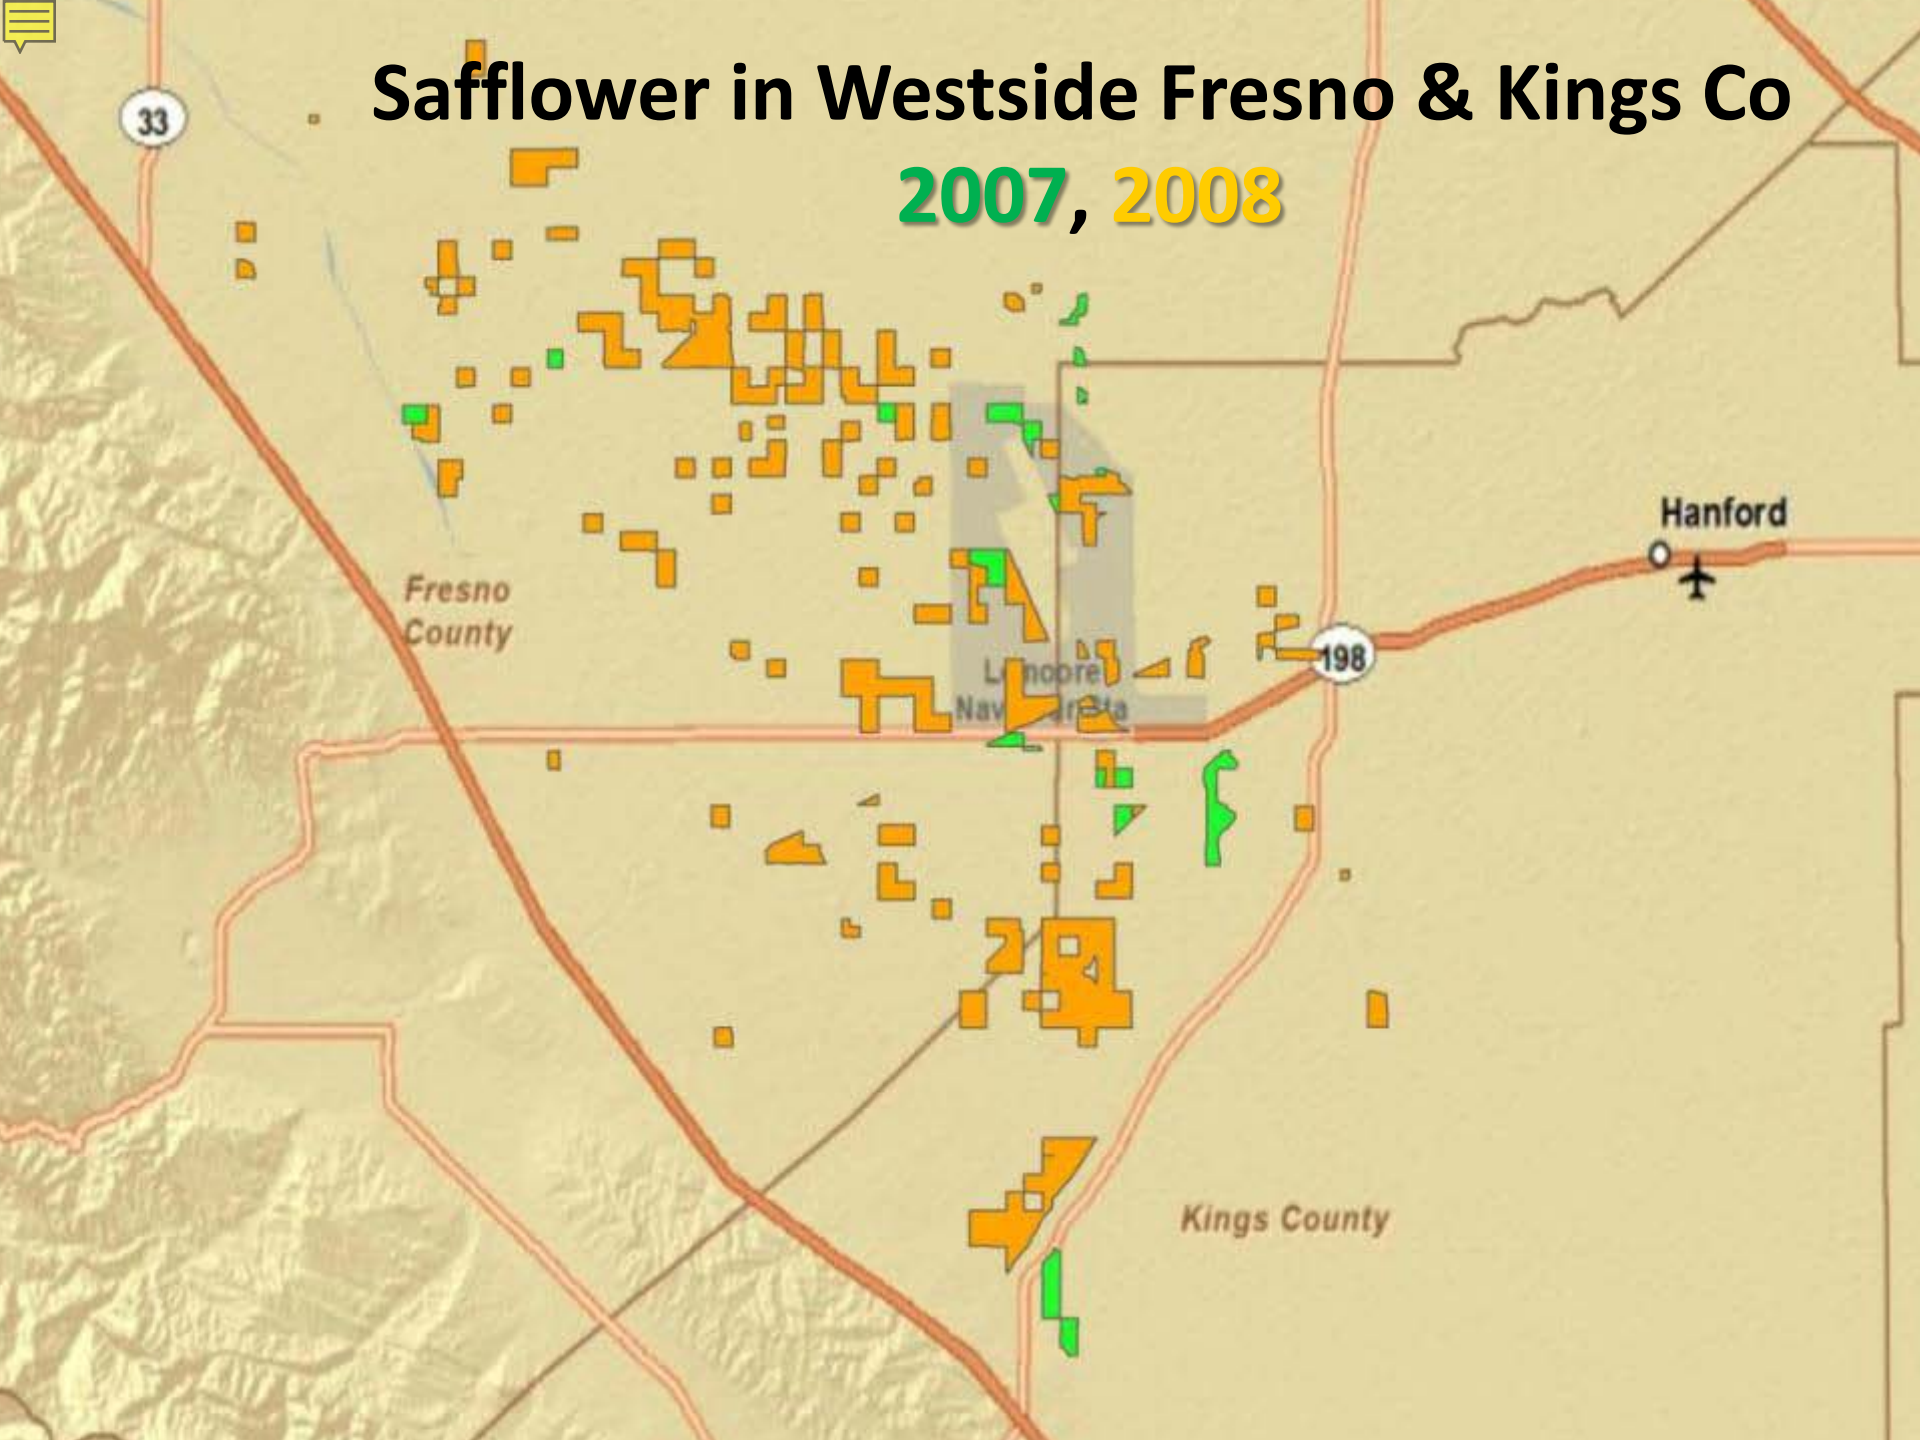 Safflower in Westside Fresno & Kings Co
2007, 2008
33
Hanford
Fresno
County
198
Kings County